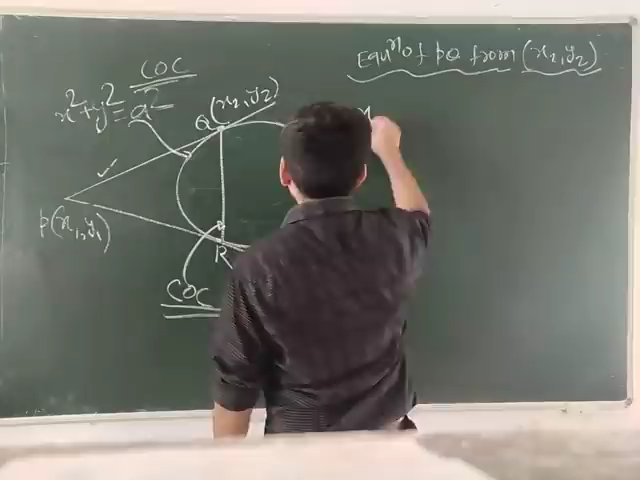 COC
x²+y²=a²
Q(x₂,y₂)
Equⁿ of PQ from (x₂,y₂)
P(x₁,y₁)
R
COC
x